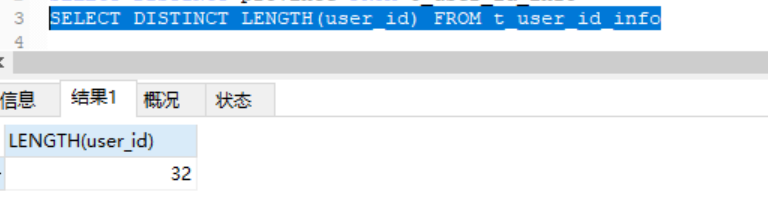 3 SELECT DISTINCT LENGTH(user_id) FROM t_user_id_info
4
信息 结果1 概况 状态
LENGTH(user_id)
32